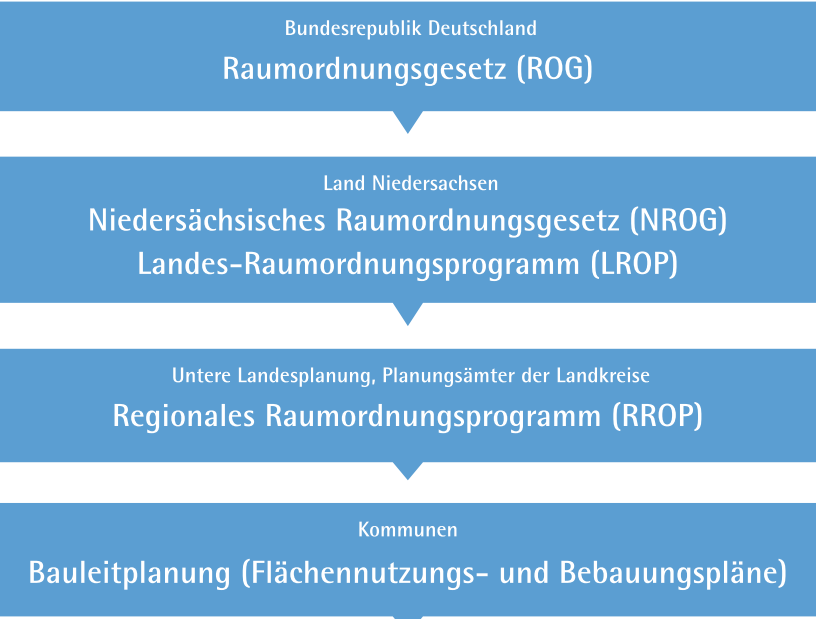 Bundesrepublik Deutschland
Raumordnungsgesetz (ROG)
Land Niedersachsen
Niedersächsisches Raumordnungsgesetz (NROG)
Landes-Raumordnungsprogramm (LROP)
Untere Landesplanung, Planungsämter der Landkreise
Regionales Raumordnungsprogramm (RROP)
Kommunen
Bauleitplanung (Flächennutzungs- und Bebauungspläne)